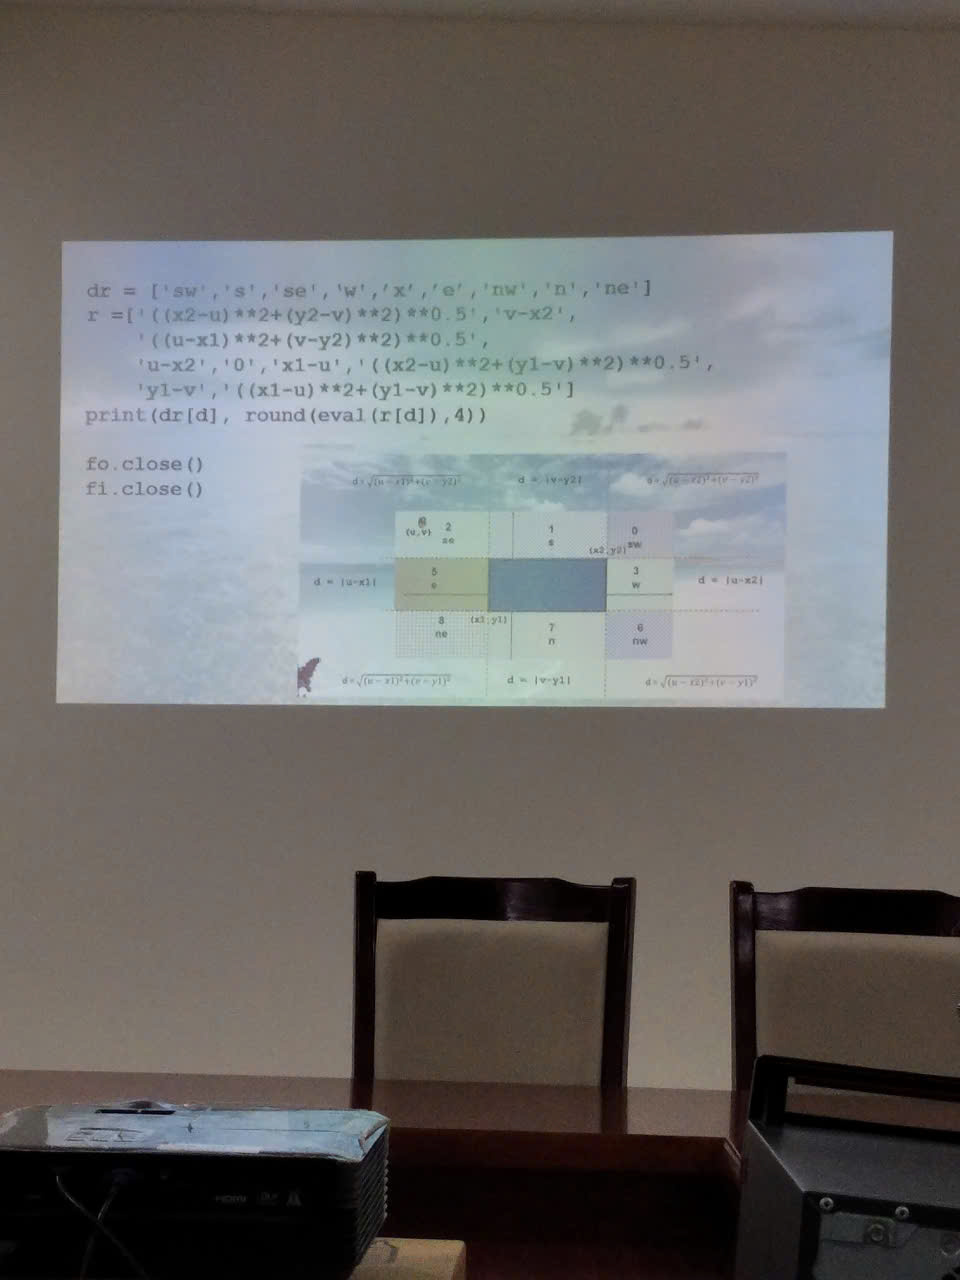 dr = ['sw','s','se','w','x','e','nw','n','ne']
r =['((x2-u)**2+(y2-v)**2)**0.5','v-x2',
'((u-x1)**2+(v-y2)**2)**0.5',
'u-x2','0','x1-u','((x2-u)**2+(y1-v)**2)**0.5',
'y1-v','((x1-u)**2+(y1-v)**2)**0.5']
print(dr[d], round(eval(r[d]),4))
fo.close()
fi.close()
d=√(u − x1)²+(v − y2)²
d = |v-y2|
d=√(u − x2)²+(v − y2)²
(u,v)
2
se
1
s
0
sw
(x2,y2)
d = |u-x1|
5
e
3
w
d = |u-x2|
8
ne
(x1,y1)
7
n
6
nw
d=√(u − x1)²+(v − y1)²
d = |v-y1|
d=√(u − x2)²+(v − y1)²
HDMI